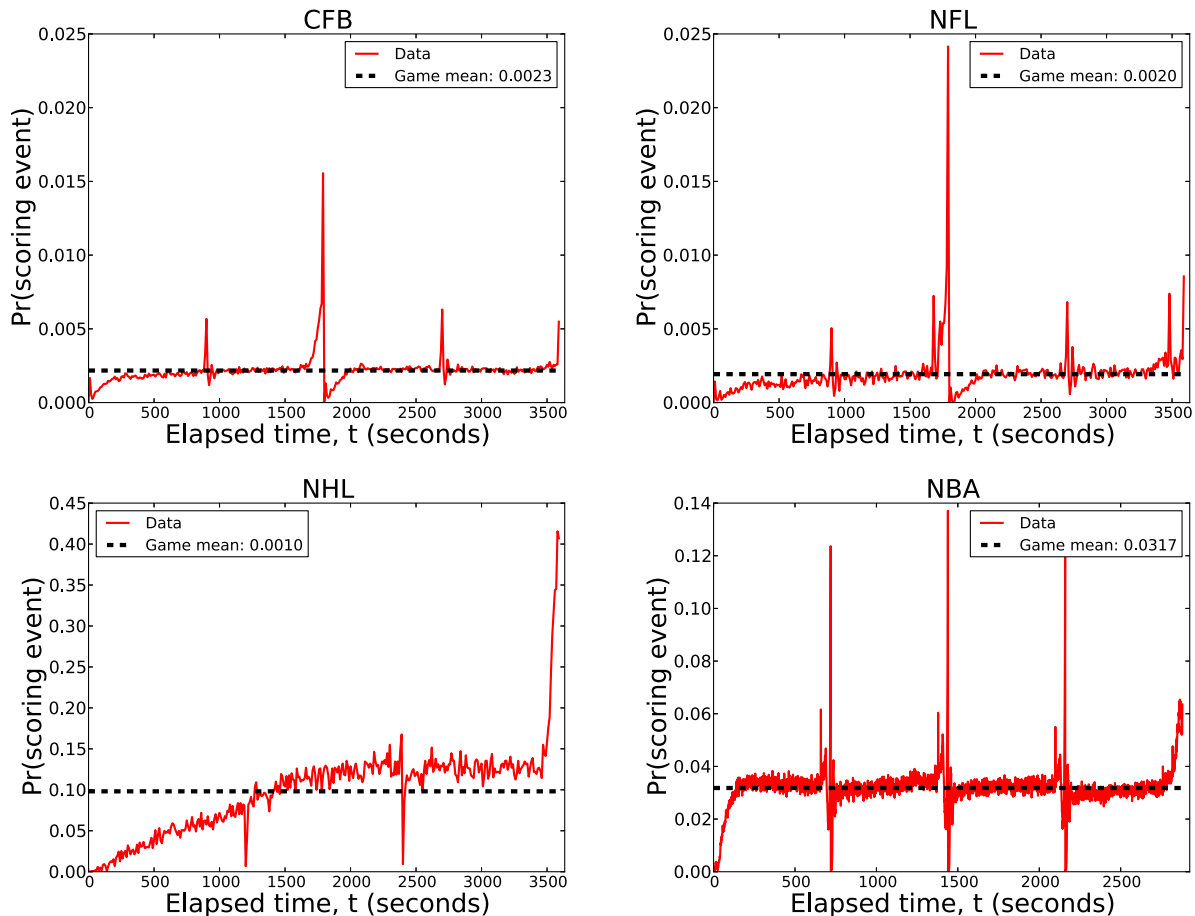 CFB
0.025
0.020
0.015
0.010
0.005
0.000
Pr(scoring event)
Data
Game mean: 0.0023
0 500 1000 1500 2000 2500 3000 3500
Elapsed time, t (seconds)
NFL
0.025
0.020
0.015
0.010
0.005
0.000
Pr(scoring event)
Data
Game mean: 0.0020
0 500 1000 1500 2000 2500 3000 3500
Elapsed time, t (seconds)
NHL
0.45
0.40
0.35
0.30
0.25
0.20
0.15
0.10
0.05
0.00
Pr(scoring event)
Data
Game mean: 0.0010
0 500 1000 1500 2000 2500 3000 3500
Elapsed time, t (seconds)
NBA
0.14
0.12
0.10
0.08
0.06
0.04
0.02
0.00
Pr(scoring event)
Data
Game mean: 0.0317
0 500 1000 1500 2000 2500
Elapsed time, t (seconds)